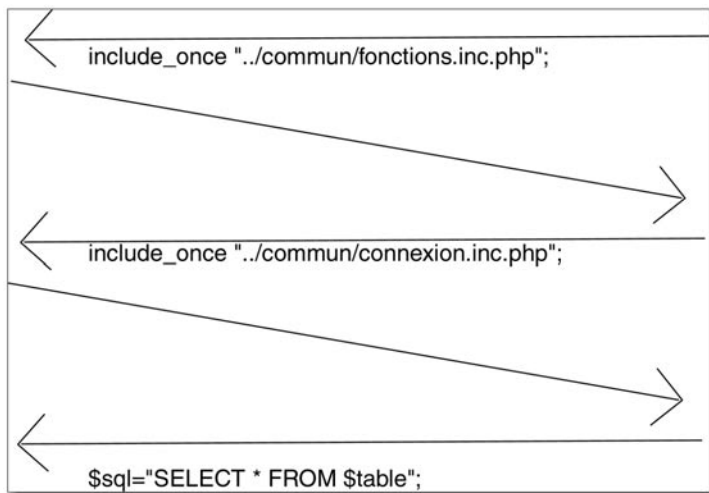 include_once "../commun/fonctions.inc.php";
include_once "../commun/connexion.inc.php";
$sql="SELECT * FROM $table";